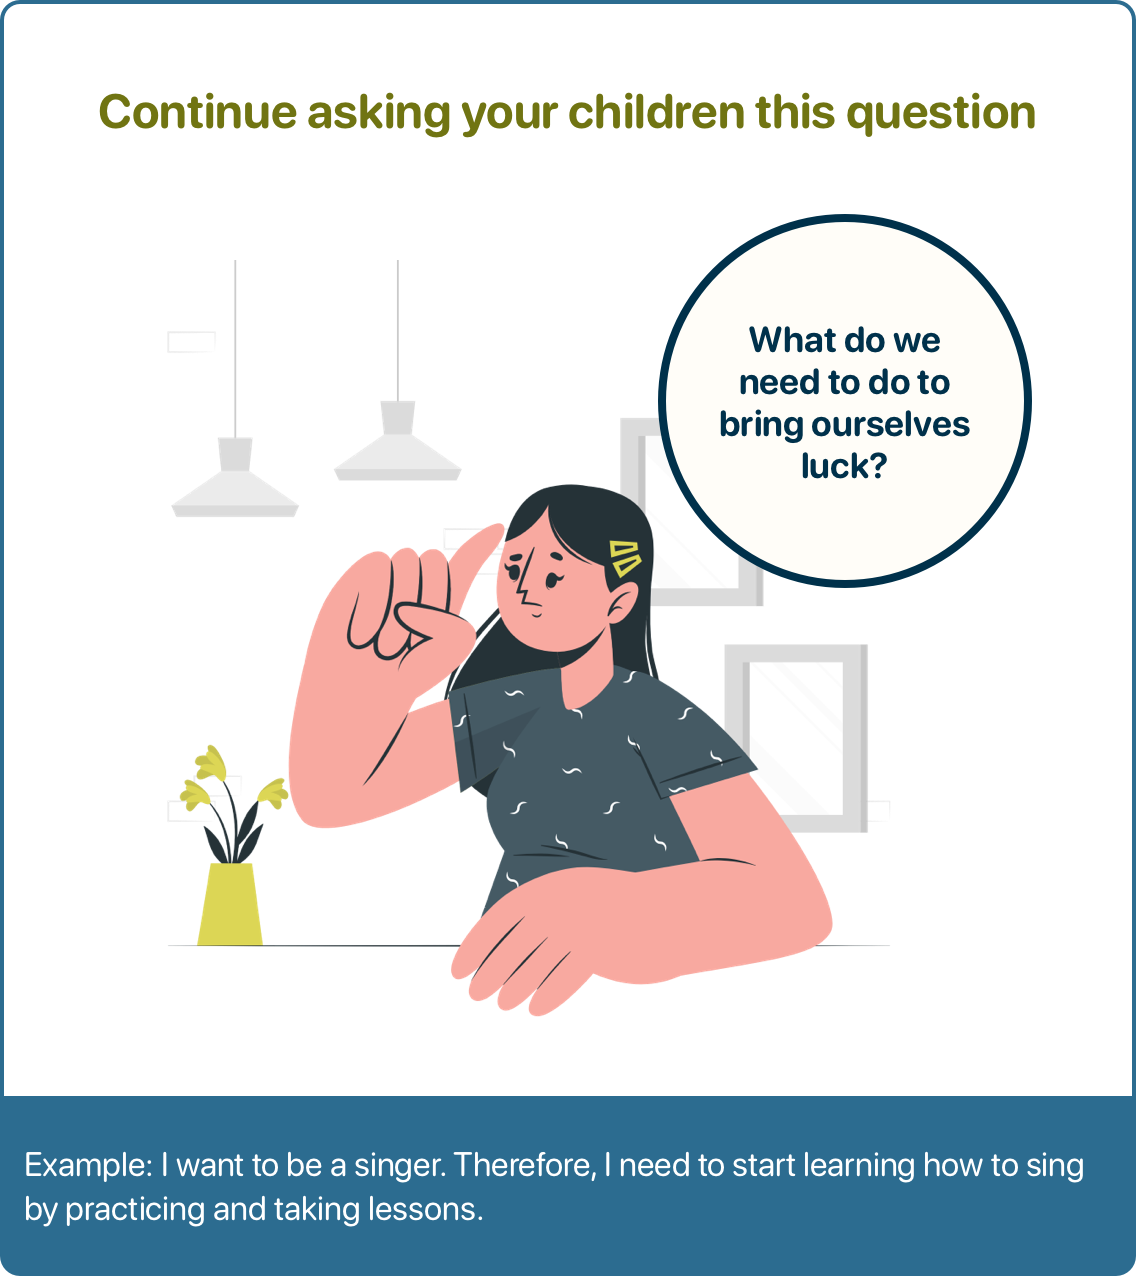 Continue asking your children this question
What do we
need to do to
bring ourselves
luck?
Example: I want to be a singer. Therefore, I need to start learning how to sing
by practicing and taking lessons.